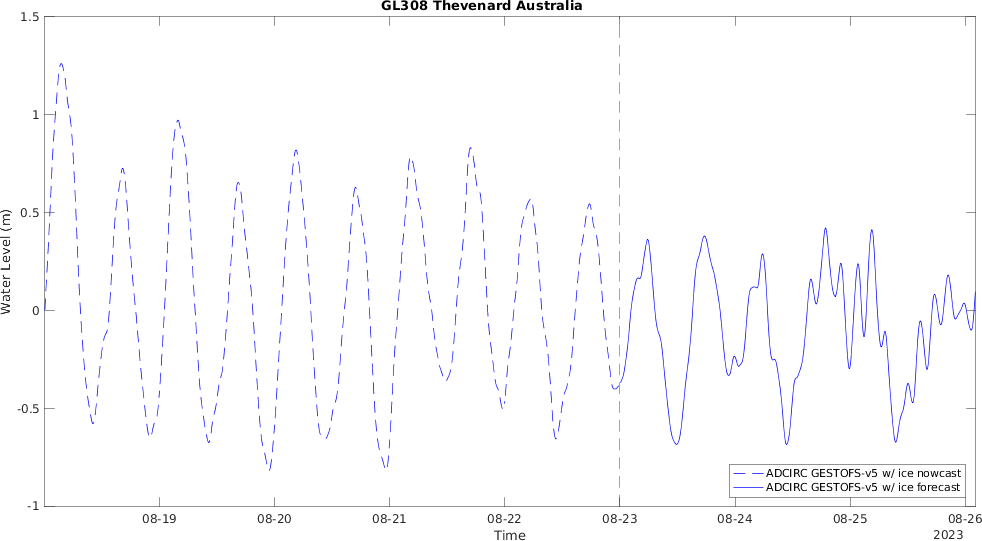 GL308 Thevenard Australia
1.5
1
0.5
0
-0.5
-1
Water Level (m)
08-19 08-20 08-21 08-22 08-23 08-24 08-25 08-26
Time
2023
ADCIRC GESTOFS-v5 w/ ice nowcast
ADCIRC GESTOFS-v5 w/ ice forecast